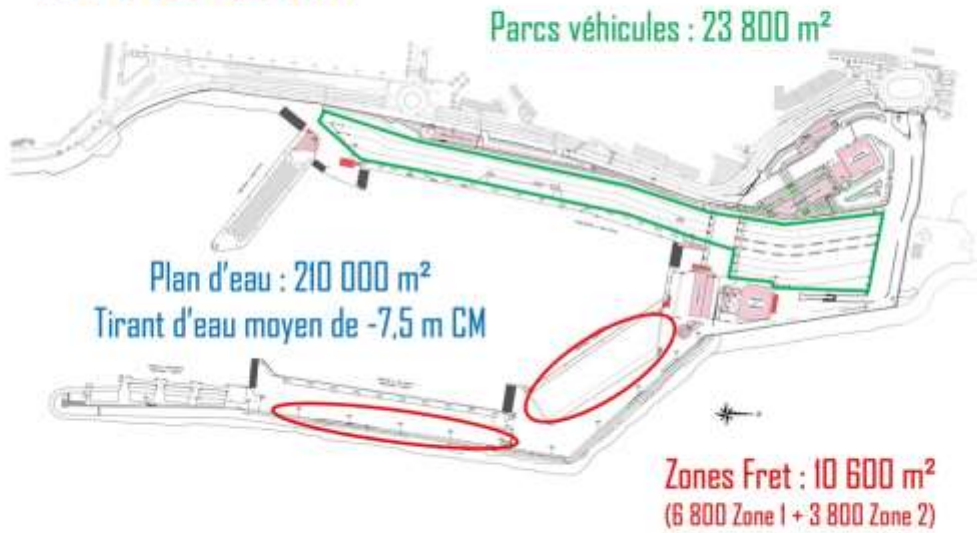 Parcs véhicules : 23 800 m²
Plan d'eau : 210 000 m²
Tirant d'eau moyen de -7,5 m CM
Zones Fret : 10 600 m²
(6 800 Zone 1 + 3 800 Zone 2)